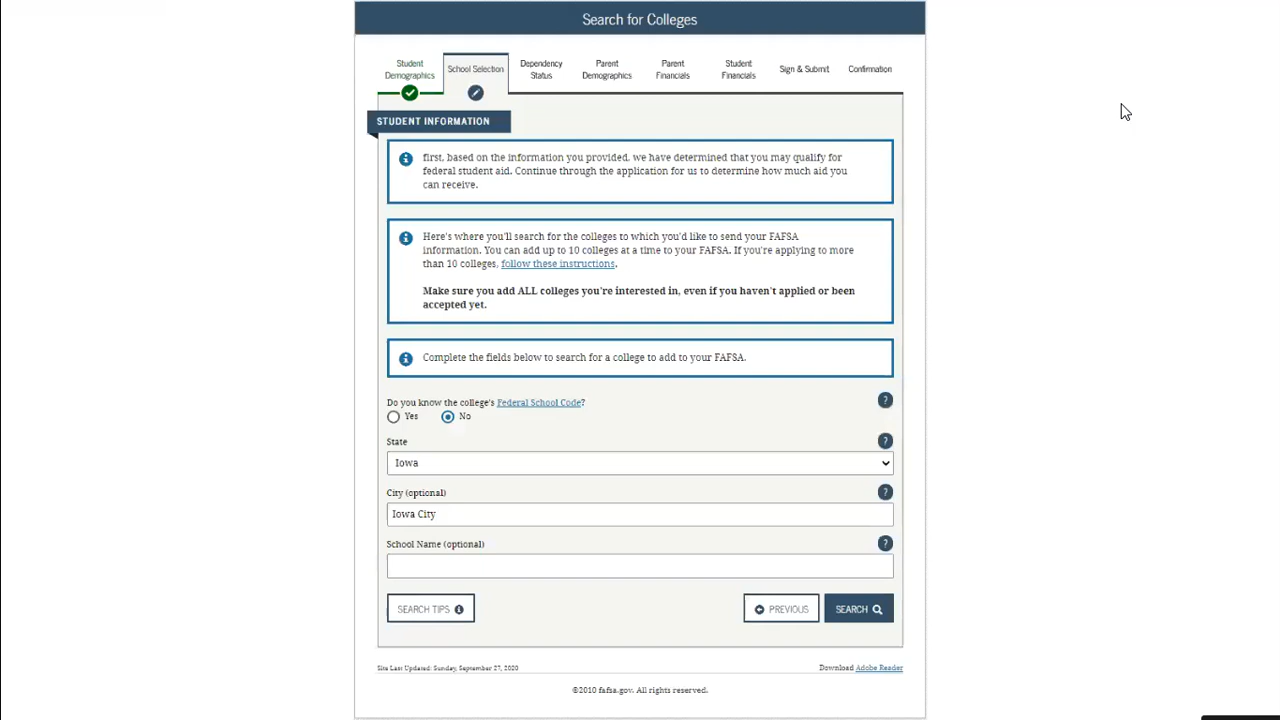 Search for Colleges
Student Demographics
School Selection
Dependency Status
Parent Demographics
Parent Financials
Student Financials
Sign & Submit
Confirmation
STUDENT INFORMATION
first, based on the information you provided, we have determined that you may qualify for
federal student aid. Continue through the application for us to determine how much aid you
can receive.
Here's where you'll search for the colleges to which you'd like to send your FAFSA
information. You can add up to 10 colleges at a time to your FAFSA. If you're applying to more
than 10 colleges, follow these instructions.
Make sure you add ALL colleges you're interested in, even if you haven't applied or been
accepted yet.
Complete the fields below to search for a college to add to your FAFSA.
Do you know the college's Federal School Code?
Yes No
State
Iowa
City (optional)
Iowa City
School Name (optional)
SEARCH TIPS
PREVIOUS
SEARCH
Site Last Updated: Sunday, September 27, 2020
Download Adobe Reader
©2010 fafsa.gov. All rights reserved.